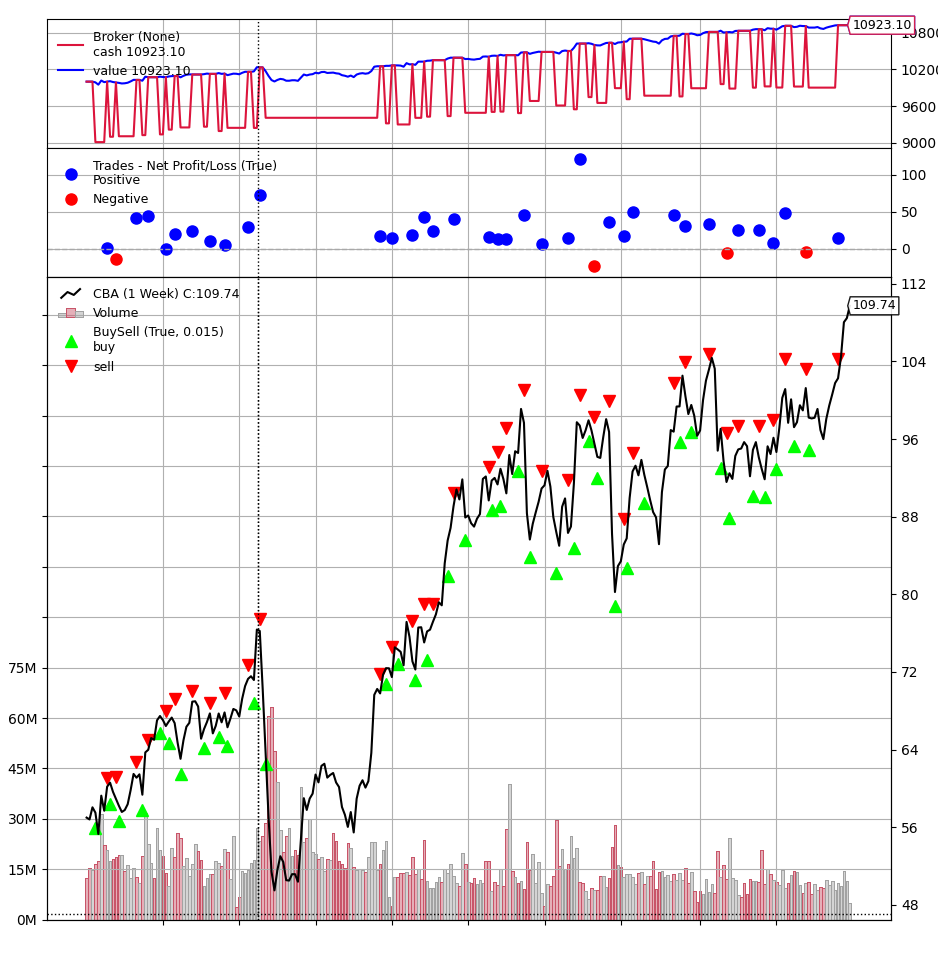 Broker (None)
cash 10923.10
value 10923.10
10923.10
10800
10200
9600
9000
Trades - Net Profit/Loss (True)
Positive
Negative
100
50
0
CBA (1 Week) C:109.74
Volume
BuySell (True, 0.015)
buy
sell
112
109.74
104
96
88
80
72
64
56
48
75M
60M
45M
30M
15M
0M